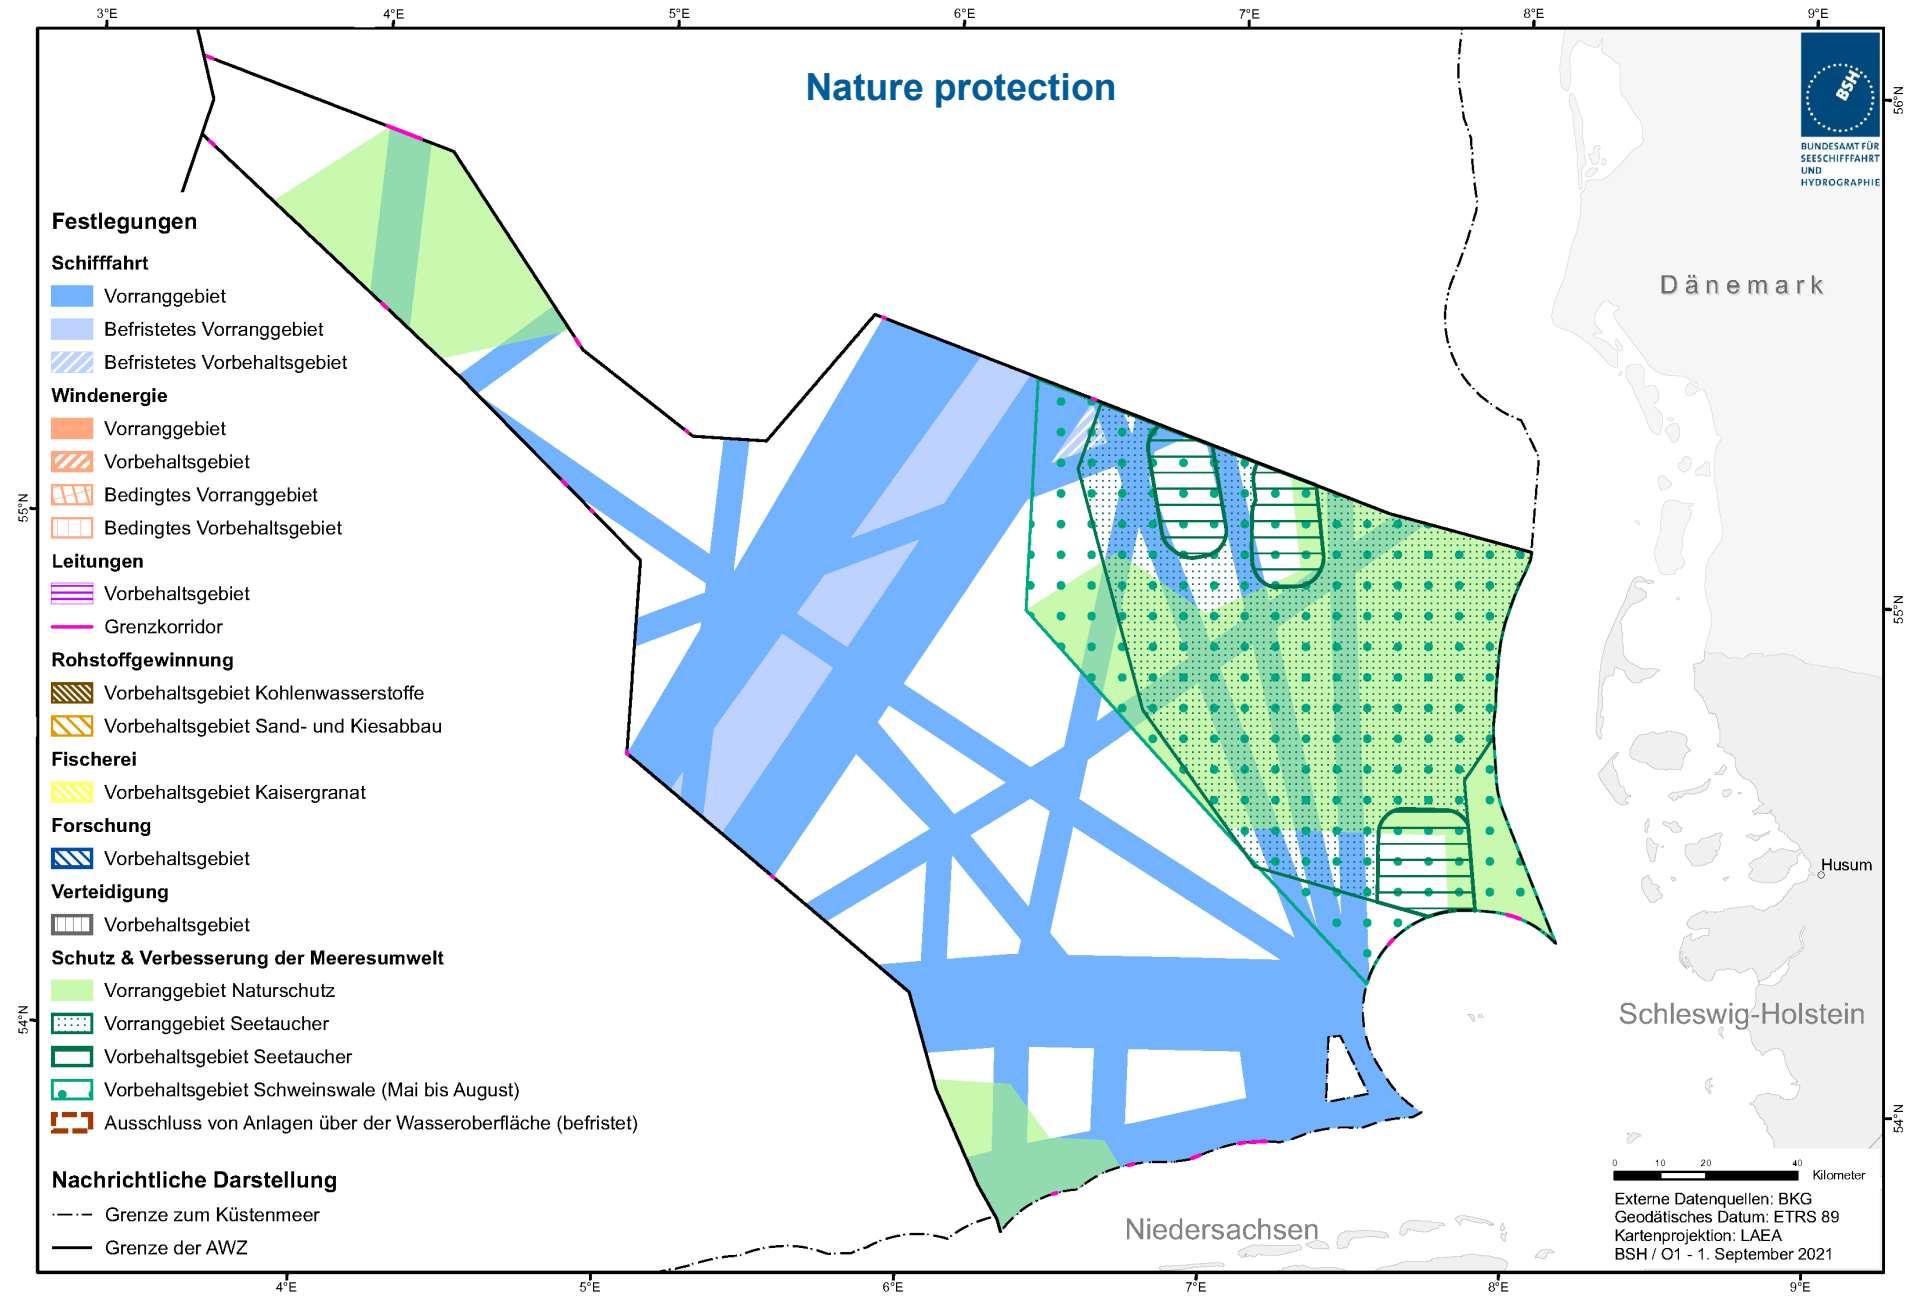 3°E 4°E 5°E 6°E 7°E 8°E 9°E
Nature protection
BSH
BUNDESAMT FÜR
SEESCHIFFFAHRT
UND
HYDROGRAPHIE
56°N
Dänemark
Festlegungen
Schifffahrt
Vorranggebiet
Befristetes Vorranggebiet
Befristetes Vorbehaltsgebiet
Windenergie
Vorranggebiet
Vorbehaltsgebiet
Bedingtes Vorranggebiet
Bedingtes Vorbehaltsgebiet
Leitungen
Vorbehaltsgebiet
Grenzkorridor
Rohstoffgewinnung
Vorbehaltsgebiet Kohlenwasserstoffe
Vorbehaltsgebiet Sand- und Kiesabbau
Fischerei
Vorbehaltsgebiet Kaisergranat
Forschung
Vorbehaltsgebiet
Verteidigung
Vorbehaltsgebiet
Schutz & Verbesserung der Meeresumwelt
Vorranggebiet Naturschutz
Vorranggebiet Seetaucher
Vorbehaltsgebiet Seetaucher
Vorbehaltsgebiet Schweinswale (Mai bis August)
Ausschluss von Anlagen über der Wasseroberfläche (befristet)
Nachrichtliche Darstellung
Grenze zum Küstenmeer
Grenze der AWZ
55°N
55°N
54°N
54°N
Husum
Schleswig-Holstein
Niedersachsen
0 10 20 40 Kilometer
Externe Datenquellen: BKG
Geodätisches Datum: ETRS 89
Kartenprojektion: LAEA
BSH / O1 - 1. September 2021
4°E 5°E 6°E 7°E 8°E 9°E